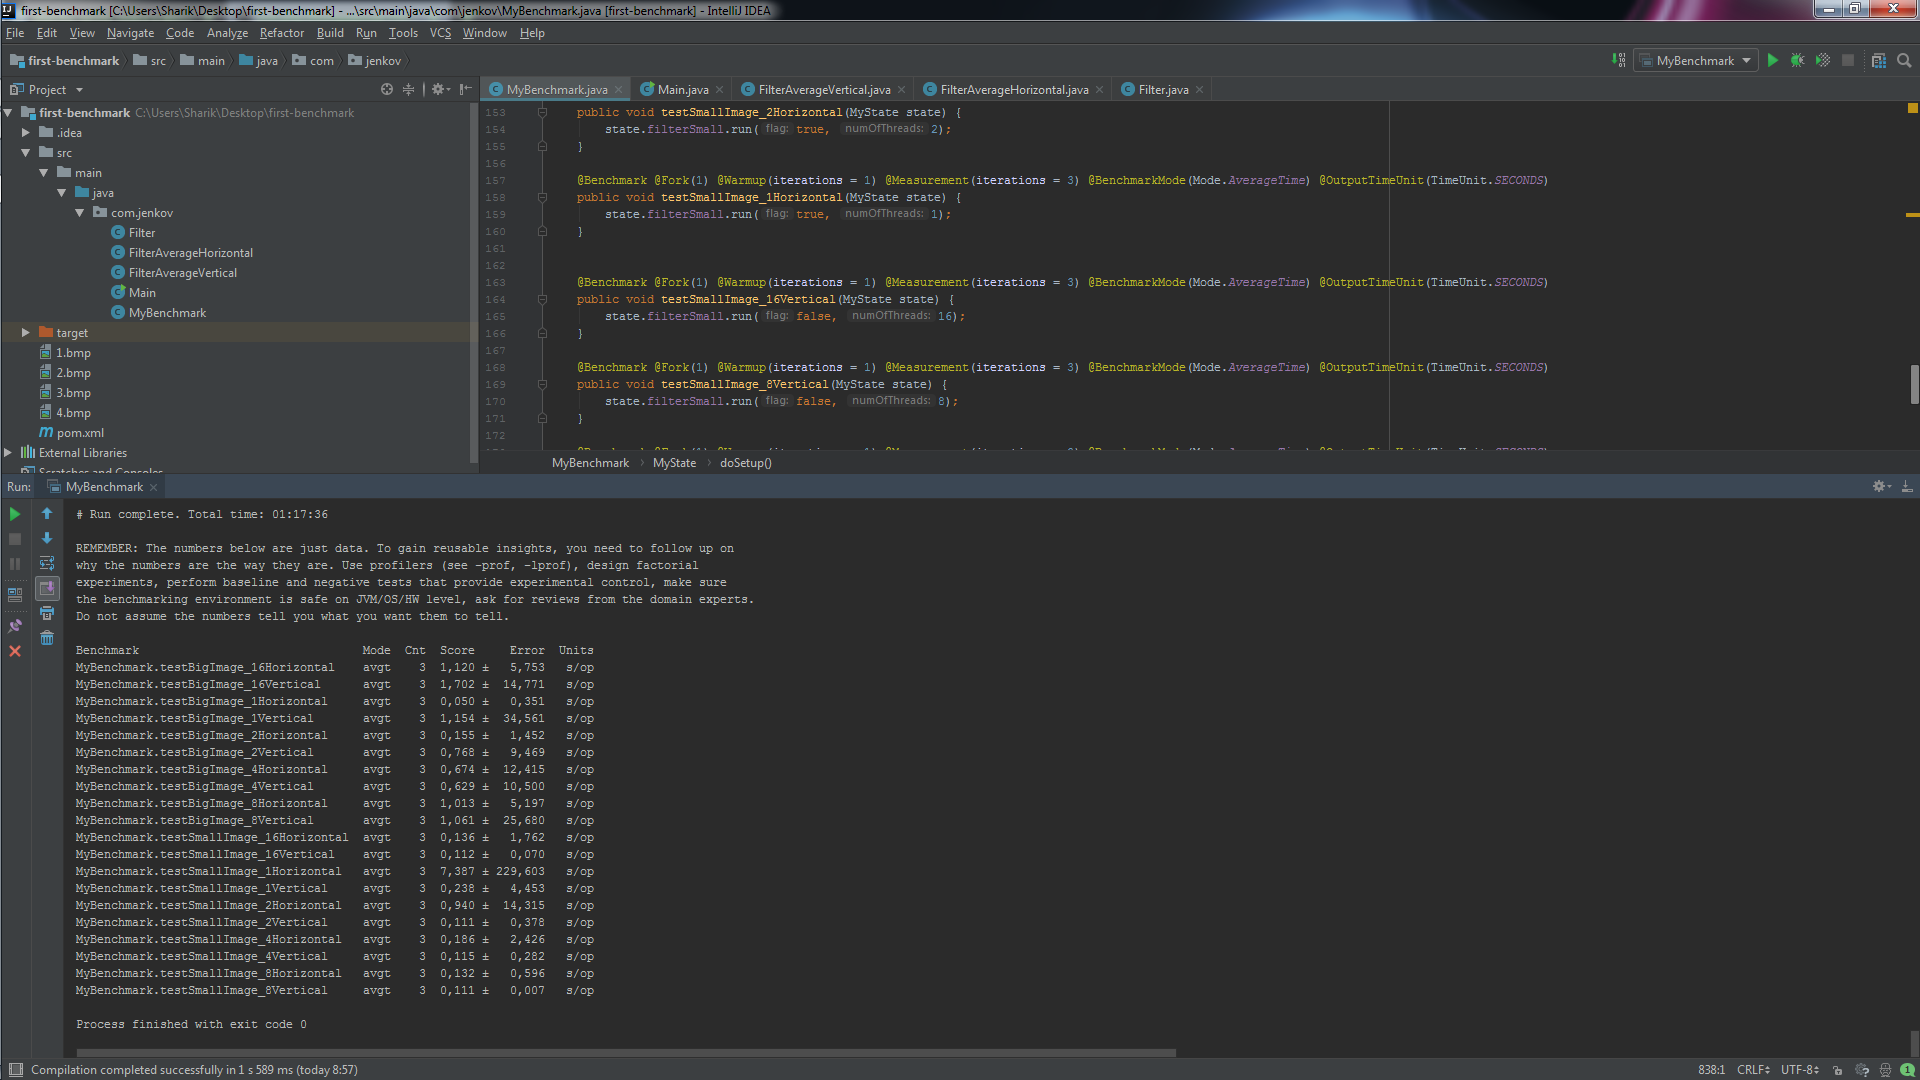 first-benchmark [C:\Users\Sharik\Desktop\first-benchmark] - ...\src\main\java\com\jenkov\MyBenchmark.java [first-benchmark] - IntelliJ IDEA
File Edit View Navigate Code Analyze Refactor Build Run Tools VCS Window Help
first-benchmark src main java com jenkov MyBenchmark
Project MyBenchmark.java Main.java FilterAverageVertical.java FilterAverageHorizontal.java Filter.java
first-benchmark C:\Users\Sharik\Desktop\first-benchmark
.idea
src
main
java
com.jenkov
Filter
FilterAverageHorizontal
FilterAverageVertical
Main
MyBenchmark
target
1.bmp
2.bmp
3.bmp
4.bmp
pom.xml
External Libraries
Scratches and Consoles
153 public void testSmallImage_2Horizontal(MyState state) {
154 state.filterSmall.run( flag: true, numOfThreads: 2);
155 }
156
157 @Benchmark @Fork(1) @Warmup(iterations = 1) @Measurement(iterations = 3) @BenchmarkMode(Mode.AverageTime) @OutputTimeUnit(TimeUnit.SECONDS)
158 public void testSmallImage_1Horizontal(MyState state) {
159 state.filterSmall.run( flag: true, numOfThreads: 1);
160 }
161
162
163 @Benchmark @Fork(1) @Warmup(iterations = 1) @Measurement(iterations = 3) @BenchmarkMode(Mode.AverageTime) @OutputTimeUnit(TimeUnit.SECONDS)
164 public void testSmallImage_16Vertical(MyState state) {
165 state.filterSmall.run( flag: false, numOfThreads: 16);
166 }
167
168 @Benchmark @Fork(1) @Warmup(iterations = 1) @Measurement(iterations = 3) @BenchmarkMode(Mode.AverageTime) @OutputTimeUnit(TimeUnit.SECONDS)
169 public void testSmallImage_8Vertical(MyState state) {
170 state.filterSmall.run( flag: false, numOfThreads: 8);
171 }
172
MyBenchmark MyState doSetup()
Run: MyBenchmark
# Run complete. Total time: 01:17:36
REMEMBER: The numbers below are just data. To gain reusable insights, you need to follow up on
why the numbers are the way they are. Use profilers (see -prof, -lprof), design factorial
experiments, perform baseline and negative tests that provide experimental control, make sure
the benchmarking environment is safe on JVM/OS/HW level, ask for reviews from the domain experts.
Do not assume the numbers tell you what you want them to tell.
Benchmark Mode Cnt Score Error Units
MyBenchmark.testBigImage_16Horizontal avgt 3 1,120 ± 5,753 s/op
MyBenchmark.testBigImage_16Vertical avgt 3 1,702 ± 14,771 s/op
MyBenchmark.testBigImage_1Horizontal avgt 3 0,050 ± 0,351 s/op
MyBenchmark.testBigImage_1Vertical avgt 3 1,154 ± 34,561 s/op
MyBenchmark.testBigImage_2Horizontal avgt 3 0,155 ± 1,452 s/op
MyBenchmark.testBigImage_2Vertical avgt 3 0,768 ± 9,469 s/op
MyBenchmark.testBigImage_4Horizontal avgt 3 0,674 ± 12,415 s/op
MyBenchmark.testBigImage_4Vertical avgt 3 0,629 ± 10,500 s/op
MyBenchmark.testBigImage_8Horizontal avgt 3 1,013 ± 5,197 s/op
MyBenchmark.testBigImage_8Vertical avgt 3 1,061 ± 25,680 s/op
MyBenchmark.testSmallImage_16Horizontal avgt 3 0,136 ± 1,762 s/op
MyBenchmark.testSmallImage_16Vertical avgt 3 0,112 ± 0,070 s/op
MyBenchmark.testSmallImage_1Horizontal avgt 3 7,387 ± 229,603 s/op
MyBenchmark.testSmallImage_1Vertical avgt 3 0,238 ± 4,453 s/op
MyBenchmark.testSmallImage_2Horizontal avgt 3 0,940 ± 14,315 s/op
MyBenchmark.testSmallImage_2Vertical avgt 3 0,111 ± 0,378 s/op
MyBenchmark.testSmallImage_4Horizontal avgt 3 0,186 ± 2,426 s/op
MyBenchmark.testSmallImage_4Vertical avgt 3 0,115 ± 0,282 s/op
MyBenchmark.testSmallImage_8Horizontal avgt 3 0,132 ± 0,596 s/op
MyBenchmark.testSmallImage_8Vertical avgt 3 0,111 ± 0,007 s/op
Process finished with exit code 0
Compilation completed successfully in 1 s 589 ms (today 8:57) 838:1 CRLF UTF-8 1